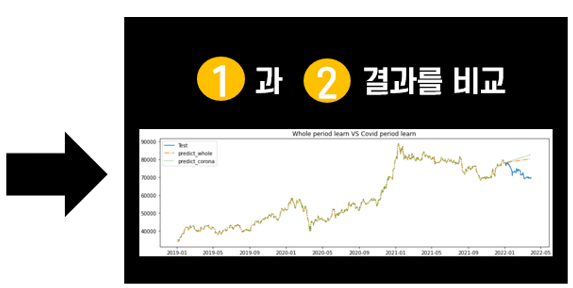 1 과 2 결과를 비교
Whole period learn VS Covid period learn
Test
predict_whole
predict_corona
90000
80000
70000
60000
50000
40000
2019-01 2019-05 2019-09 2020-01 2020-05 2020-09 2021-01 2021-05 2021-09 2022-01 2022-05